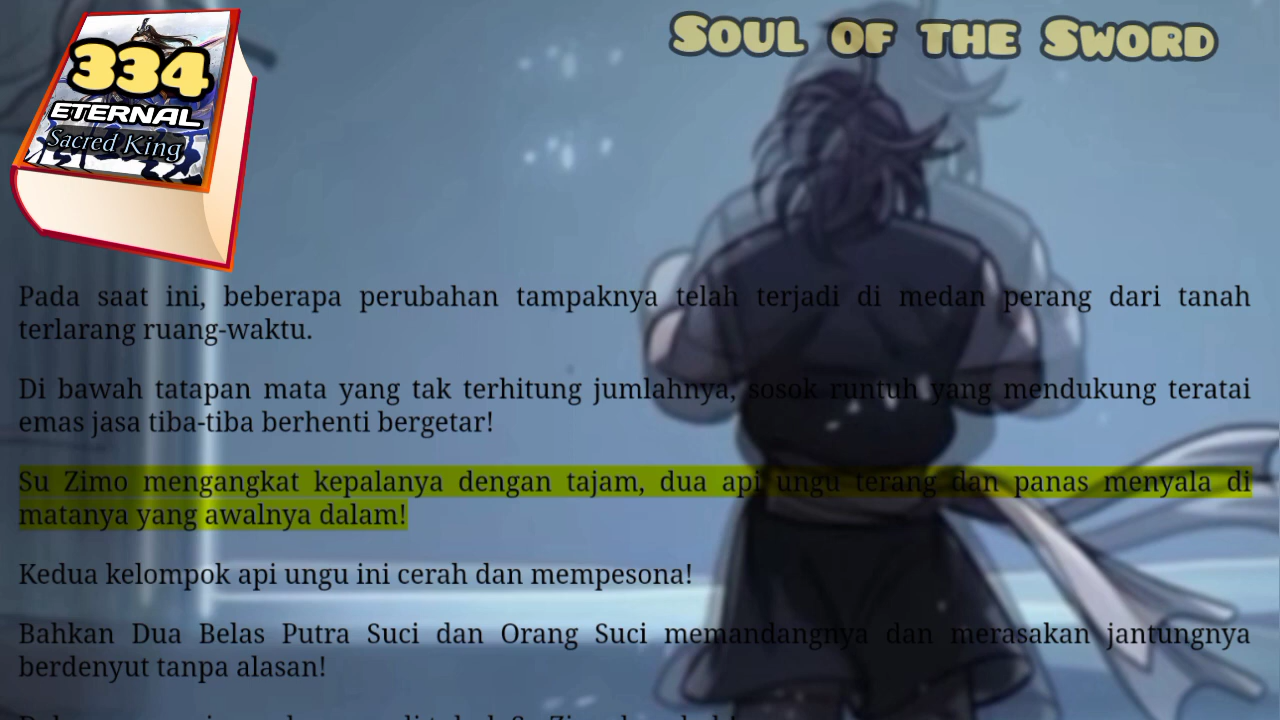 Soul of the Sword
334
ETERNAL
Sacred King
Pada saat ini, beberapa perubahan tampaknya telah terjadi di medan perang dari tanah
terlarang ruang-waktu.
Di bawah tatapan mata yang tak terhitung jumlahnya, sosok runtuh yang mendukung teratai
emas jasa tiba-tiba berhenti bergetar!
Su Zimo mengangkat kepalanya dengan tajam, dua api ungu terang dan panas menyala di
matanya yang awalnya dalam!
Kedua kelompok api ungu ini cerah dan mempesona!
Bahkan Dua Belas Putra Suci dan Orang Suci memandangnya dan merasakan jantungnya
berdenyut tanpa alasan!